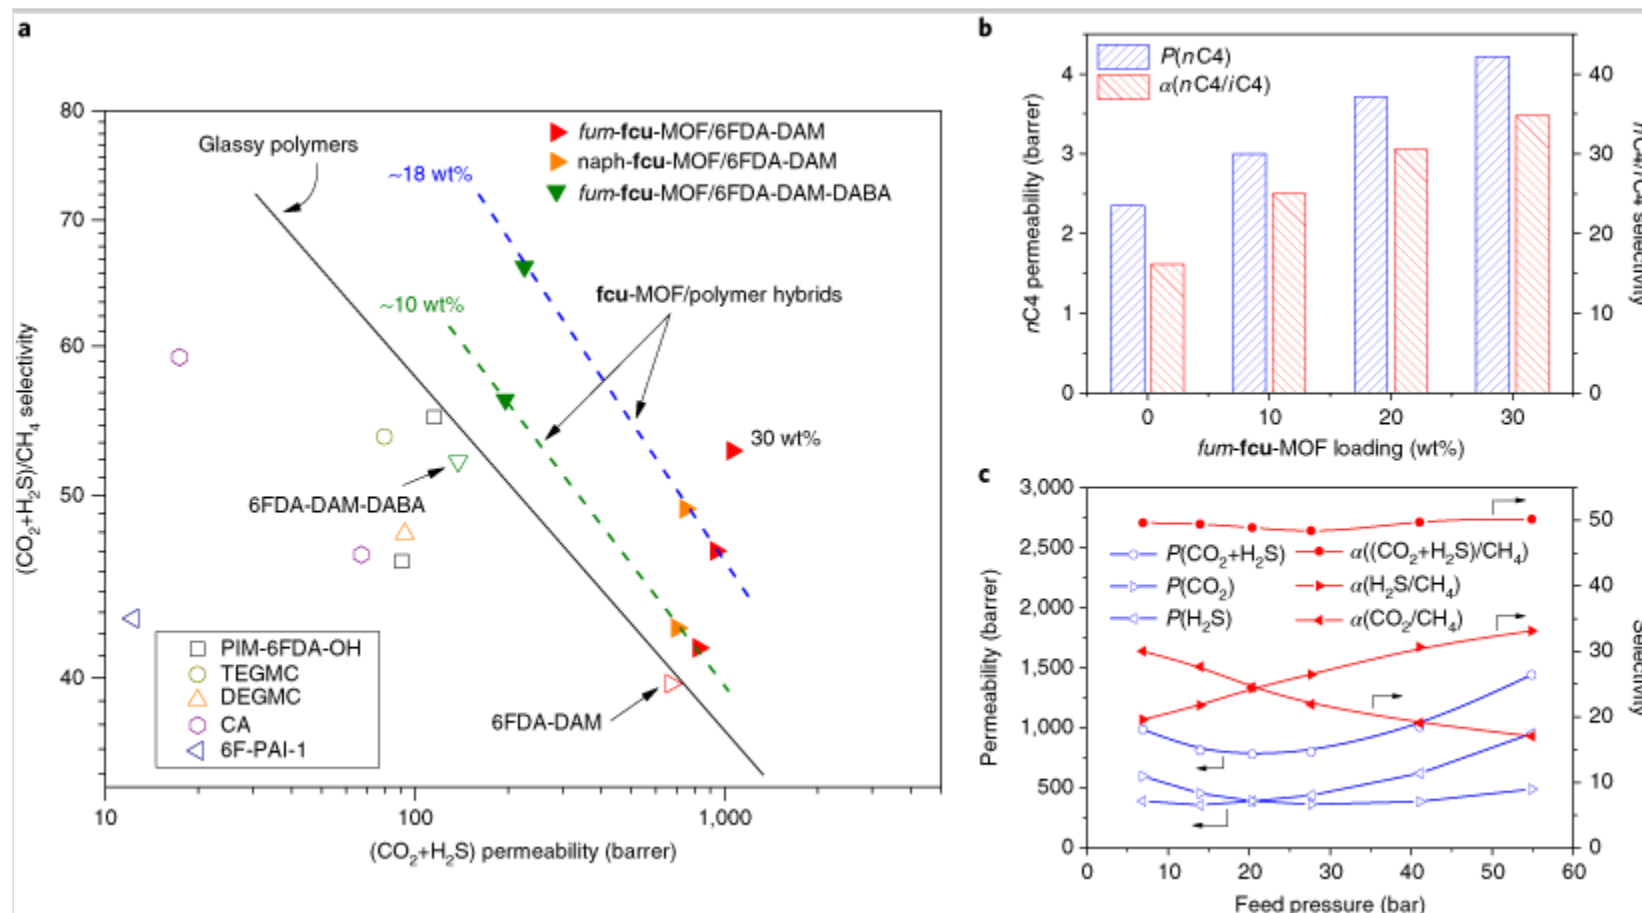 a
80
70
60
50
40
10
100
1,000
(CO2+H2S)/CH4 selectivity
(CO2+H2S) permeability (barrer)
Glassy polymers
~18 wt%
~10 wt%
fum-fcu-MOF/6FDA-DAM
naph-fcu-MOF/6FDA-DAM
fum-fcu-MOF/6FDA-DAM-DABA
fcu-MOF/polymer hybrids
30 wt%
6FDA-DAM-DABA
6FDA-DAM
PIM-6FDA-OH
TEGMC
DEGMC
CA
6F-PAI-1
b
P(nC4)
α(nC4/iC4)
nC4 permeability (barrer)
4
3
2
1
0
40
30
20
10
0
nC4/iC4 selectivity
0
10
20
30
fum-fcu-MOF loading (wt%)
c
3,000
2,500
2,000
1,500
1,000
500
0
Permeability (barrer)
P(CO2+H2S)
P(CO2)
P(H2S)
α((CO2+H2S)/CH4)
α(H2S/CH4)
α(CO2/CH4)
50
40
30
20
10
0
Selectivity
0
10
20
30
40
50
60
Feed pressure (bar)